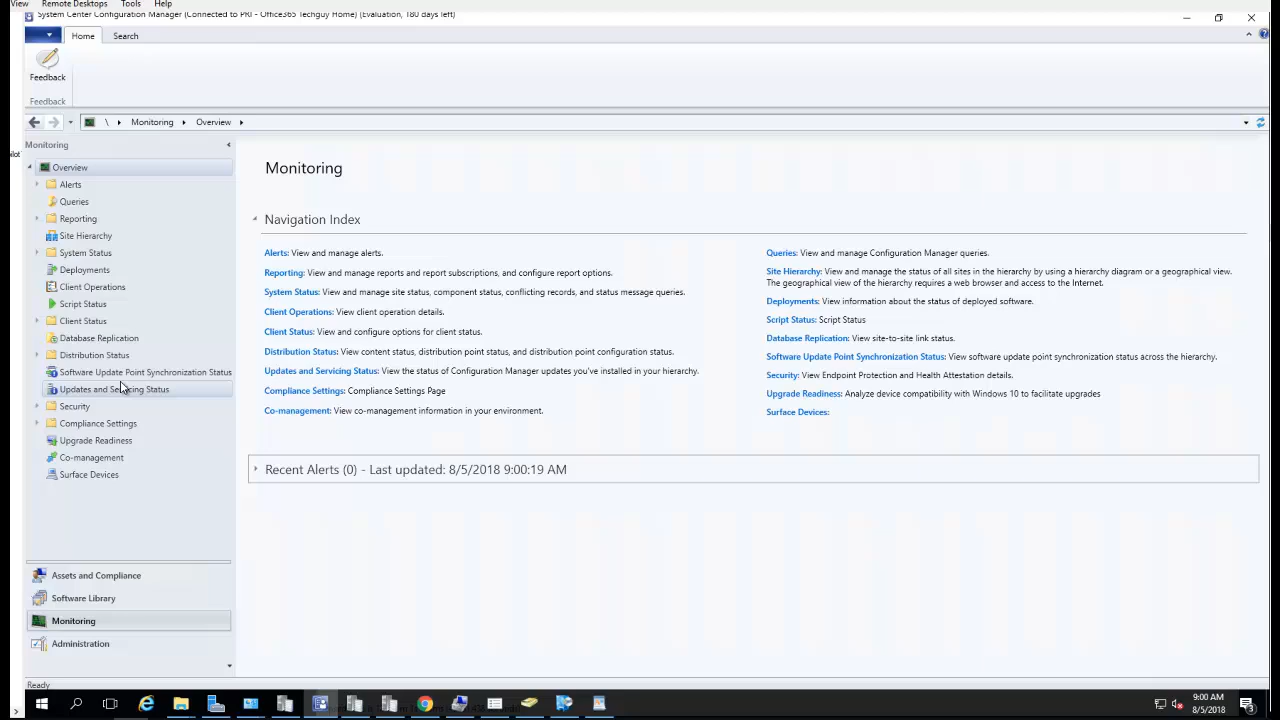 View Remote Desktops Tools Help
System Center Configuration Manager (Connected to PRI - Office365 Techguy Home) (Evaluation, 180 days left)
Home Search
Feedback
Feedback
\ Monitoring Overview
Monitoring
Overview
Alerts
Queries
Reporting
Site Hierarchy
System Status
Deployments
Client Operations
Script Status
Client Status
Database Replication
Distribution Status
Software Update Point Synchronization Status
Updates and Servicing Status
Security
Compliance Settings
Upgrade Readiness
Co-management
Surface Devices
Assets and Compliance
Software Library
Monitoring
Administration
Monitoring
Navigation Index
Alerts: View and manage alerts.
Reporting: View and manage reports and report subscriptions, and configure report options.
System Status: View and manage site status, component status, conflicting records, and status message queries.
Client Operations: View client operation details.
Client Status: View and configure options for client status.
Distribution Status: View content status, distribution point status, and distribution point configuration status.
Updates and Servicing Status: View the status of Configuration Manager updates you've installed in your hierarchy.
Compliance Settings: Compliance Settings Page
Co-management: View co-management information in your environment.
Queries: View and manage Configuration Manager queries.
Site Hierarchy: View and manage the status of all sites in the hierarchy by using a hierarchy diagram or a geographical view.
The geographical view of the hierarchy requires a web browser and access to the Internet.
Deployments: View information about the status of deployed software.
Script Status: Script Status
Database Replication: View site-to-site link status.
Software Update Point Synchronization Status: View software update point synchronization status across the hierarchy.
Security: View Endpoint Protection and Health Attestation details.
Upgrade Readiness: Analyze device compatibility with Windows 10 to facilitate upgrades
Surface Devices:
Recent Alerts (0) - Last updated: 8/5/2018 9:00:19 AM
Ready
9:00 AM
8/5/2018